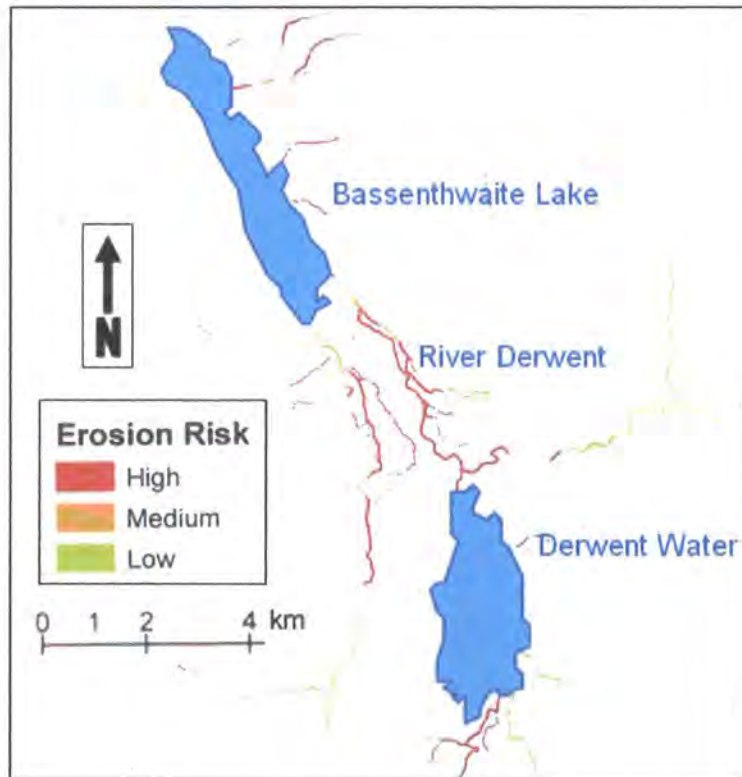 Bassenthwaite Lake
N
River Derwent
Erosion Risk
High
Medium
Low
Derwent Water
0 1 2 4 km